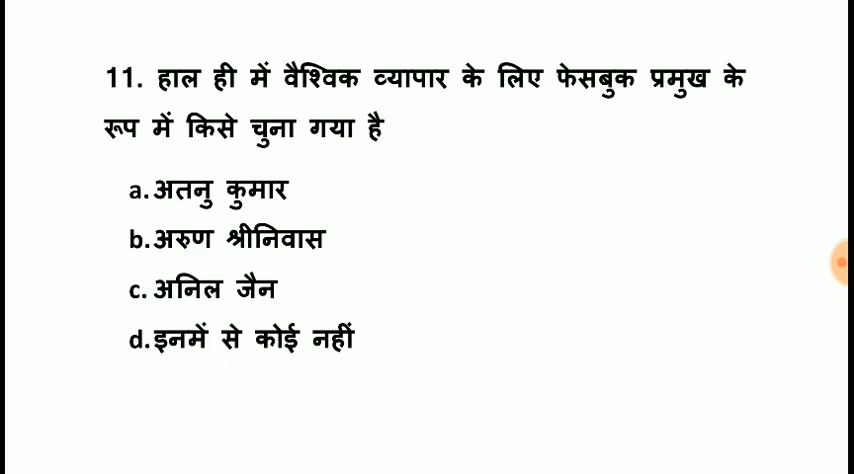 11. हाल ही में वैश्विक व्यापार के लिए फेसबुक प्रमुख के
रूप में किसे चुना गया है
a.अतनु कुमार
b.अरुण श्रीनिवास
c. अनिल जैन
d.इनमें से कोई नहीं